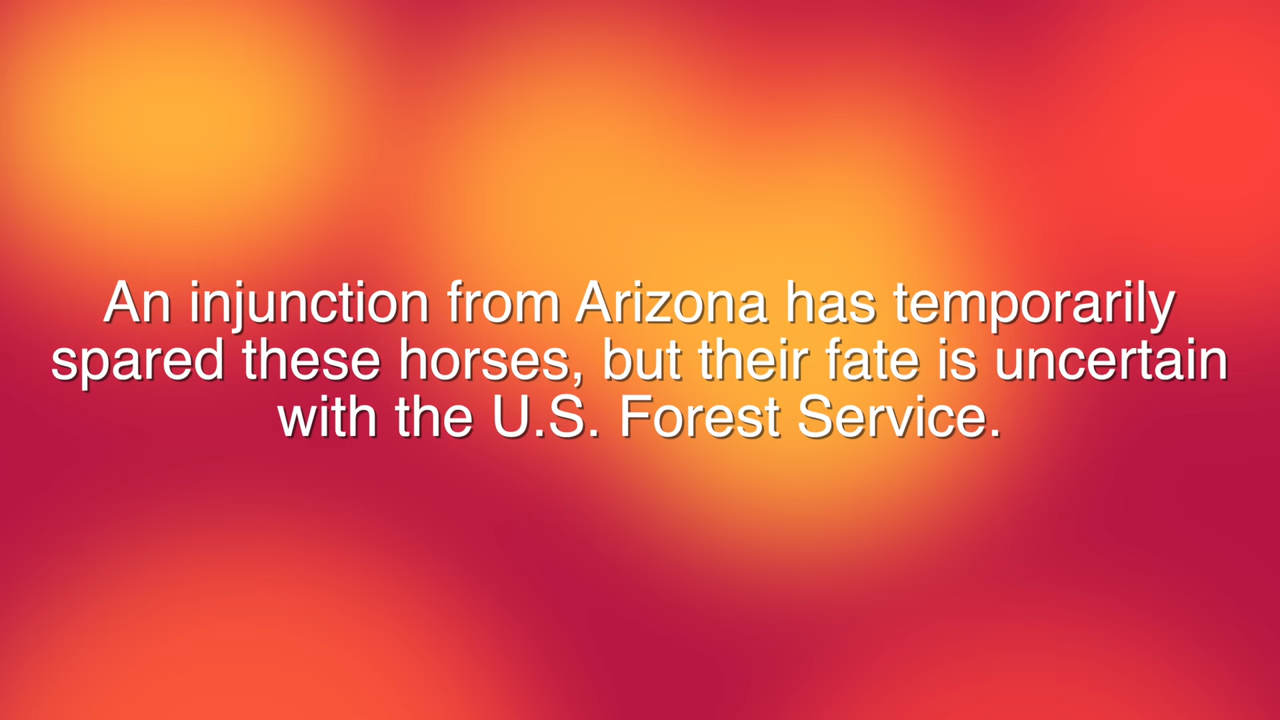 An injunction from Arizona has temporarily
spared these horses, but their fate is uncertain
with the U.S. Forest Service.